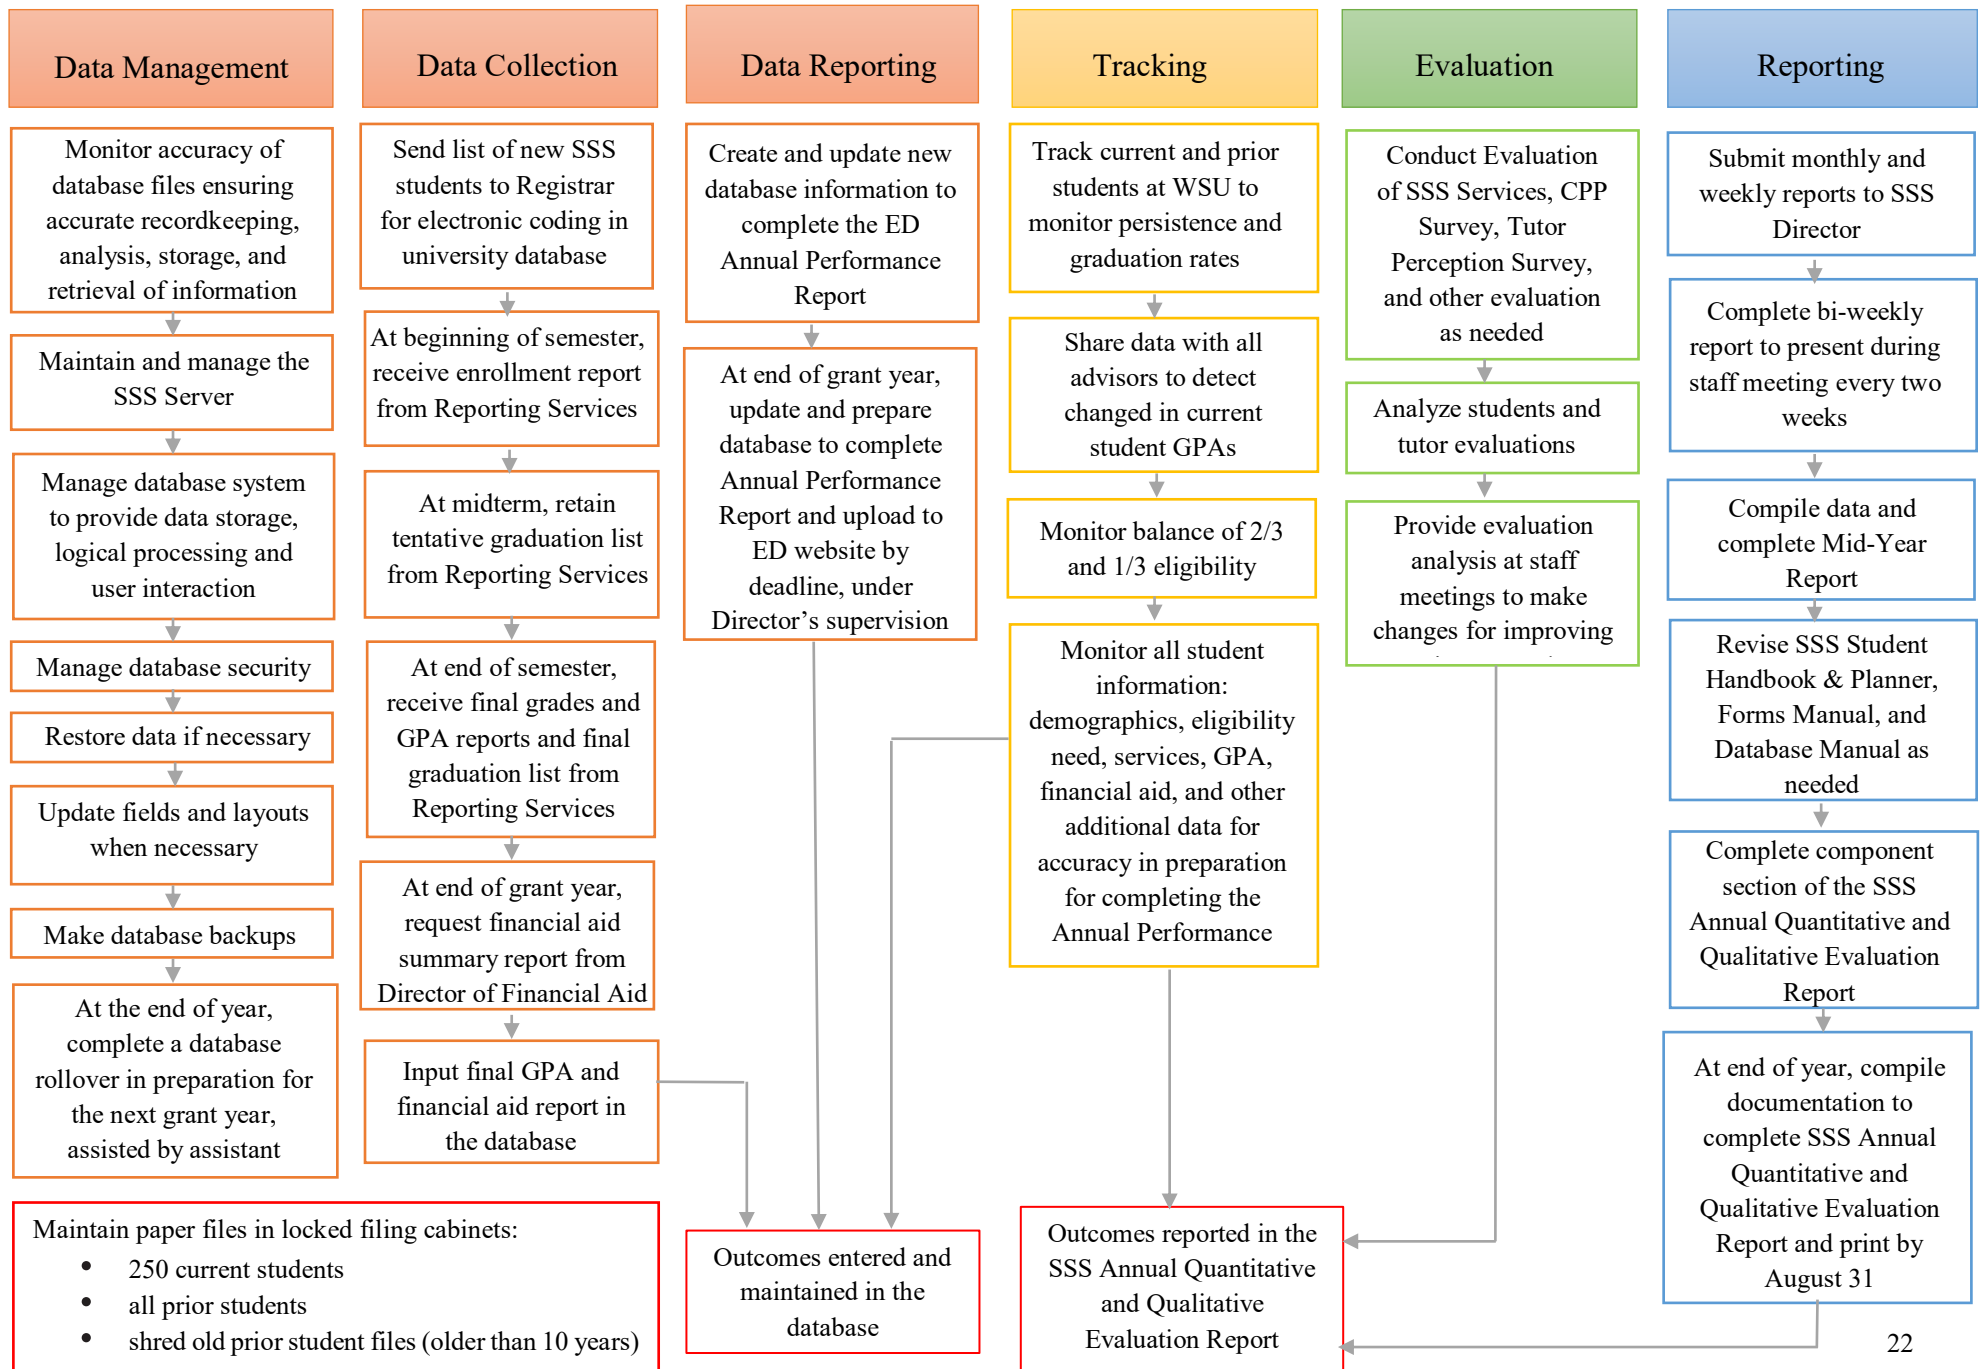 Data Management
Data Collection
Data Reporting
Tracking
Evaluation
Reporting
Monitor accuracy of
database files ensuring
accurate recordkeeping,
analysis, storage, and
retrieval of information
Maintain and manage the
SSS Server
Manage database system
to provide data storage,
logical processing and
user interaction
Manage database security
Restore data if necessary
Update fields and layouts
when necessary
Make database backups
At the end of year,
complete a database
rollover in preparation for
the next grant year,
assisted by assistant
Send list of new SSS
students to Registrar
for electronic coding in
university database
At beginning of semester,
receive enrollment report
from Reporting Services
At midterm, retain
tentative graduation list
from Reporting Services
At end of semester,
receive final grades and
GPA reports and final
graduation list from
Reporting Services
At end of grant year,
request financial aid
summary report from
Director of Financial Aid
Input final GPA and
financial aid report in
the database
Create and update new
database information to
complete the ED
Annual Performance
Report
At end of grant year,
update and prepare
database to complete
Annual Performance
Report and upload to
ED website by
deadline, under
Director’s supervision
Track current and prior
students at WSU to
monitor persistence and
graduation rates
Share data with all
advisors to detect
changed in current
student GPAs
Monitor balance of 2/3
and 1/3 eligibility
Monitor all student
information:
demographics, eligibility
need, services, GPA,
financial aid, and other
additional data for
accuracy in preparation
for completing the
Annual Performance
Conduct Evaluation
of SSS Services, CPP
Survey, Tutor
Perception Survey,
and other evaluation
as needed
Analyze students and
tutor evaluations
Provide evaluation
analysis at staff
meetings to make
changes for improving
Submit monthly and
weekly reports to SSS
Director
Complete bi-weekly
report to present during
staff meeting every two
weeks
Compile data and
complete Mid-Year
Report
Revise SSS Student
Handbook & Planner,
Forms Manual, and
Database Manual as
needed
Complete component
section of the SSS
Annual Quantitative and
Qualitative Evaluation
Report
At end of year, compile
documentation to
complete SSS Annual
Quantitative and
Qualitative Evaluation
Report and print by
August 31
Maintain paper files in locked filing cabinets:
• 250 current students
• all prior students
• shred old prior student files (older than 10 years)
Outcomes entered and
maintained in the
database
Outcomes reported in the
SSS Annual Quantitative
and Qualitative
Evaluation Report
22